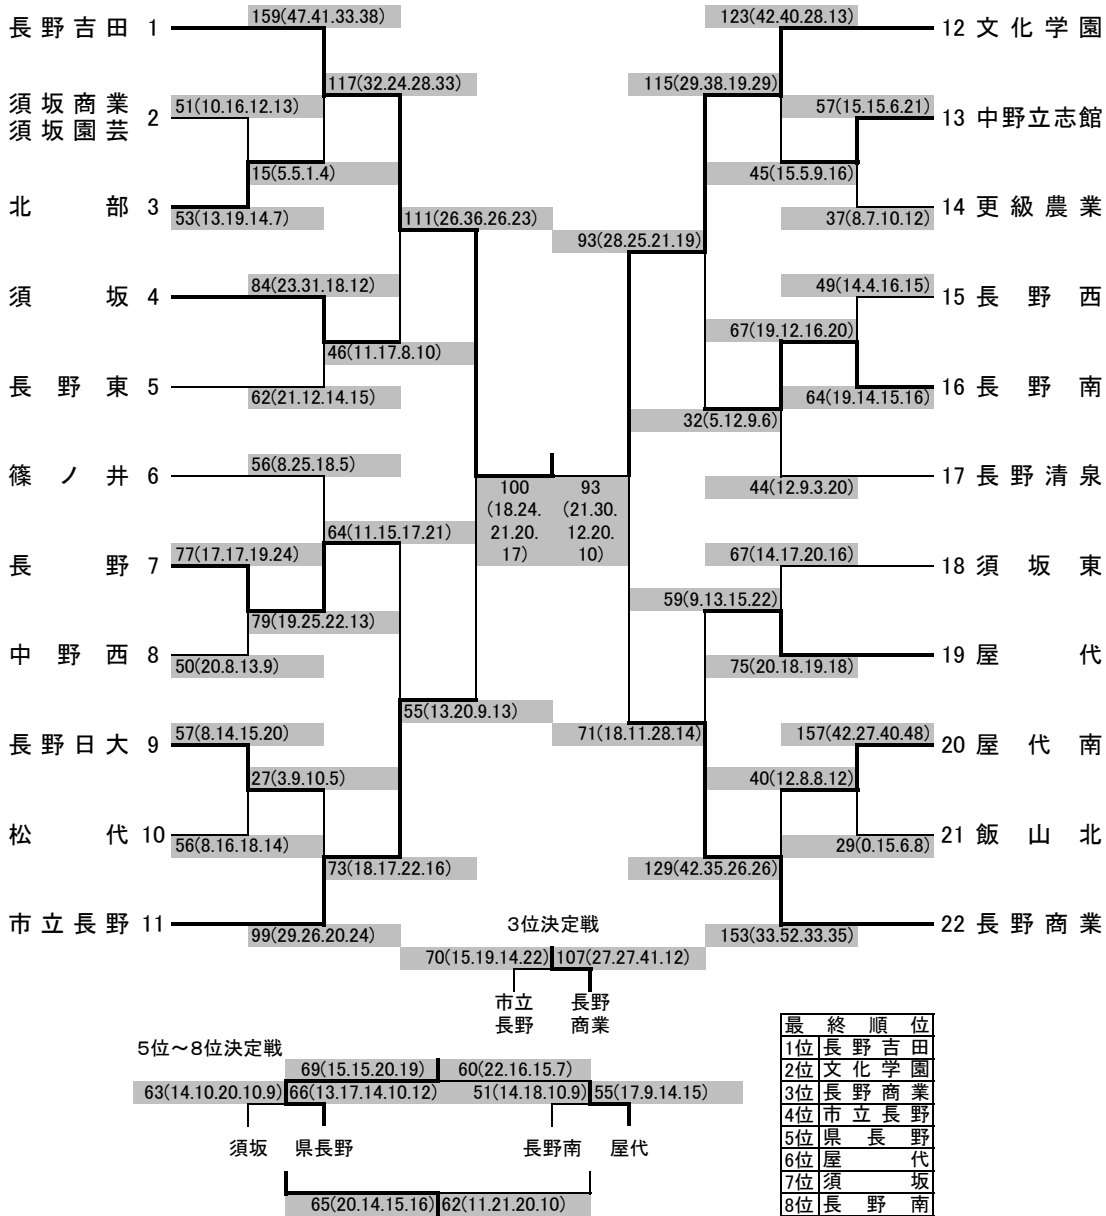 159(47.41.33.38)
123(42.40.28.13)
長野吉田 1
12 文化学園
117(32.24.28.33)
115(29.38.19.29)
須坂商業
須坂園芸
2
51(10.16.12.13)
57(15.15.6.21)
13 中野立志館
15(5.5.1.4)
45(15.5.9.16)
北部 3
53(13.19.14.7)
37(8.7.10.12)
14 更級農業
111(26.36.26.23)
93(28.25.21.19)
84(23.31.18.12)
49(14.4.16.15)
須坂 4
15 長野西
67(19.12.16.20)
46(11.17.8.10)
長野東 5
62(21.12.14.15)
64(19.14.15.16)
16 長野南
32(5.12.9.6)
56(8.25.18.5)
篠ノ井 6
17 長野清泉
44(12.9.3.20)
100
(18.24.
21.20.
17)
93
(21.30.
12.20.
10)
64(11.15.17.21)
77(17.17.19.24)
67(14.17.20.16)
長野 7
18 須坂東
59(9.13.15.22)
79(19.25.22.13)
中野西 8
50(20.8.13.9)
75(20.18.19.18)
19 屋代
55(13.20.9.13)
71(18.11.28.14)
57(8.14.15.20)
157(42.27.40.48)
長野日大 9
20 屋代南
27(3.9.10.5)
40(12.8.8.12)
松代 10
56(8.16.18.14)
29(0.15.6.8)
21 飯山北
73(18.17.22.16)
129(42.35.26.26)
市立長野 11
99(29.26.20.24)
3位決定戦
153(33.52.33.35)
22 長野商業
70(15.19.14.22)
107(27.27.41.12)
市立
長野
長野
商業
5位～8位決定戦
69(15.15.20.19)
60(22.16.15.7)
63(14.10.20.10.9)
66(13.17.14.10.12)
51(14.18.10.9)
55(17.9.14.15)
須坂 県長野 長野南 屋代
65(20.14.15.16)
62(11.21.20.10)
最終順位
1位 長野吉田
2位 文化学園
3位 長野商業
4位 市立長野
5位 県長野
6位 屋代
7位 須坂
8位 長野南